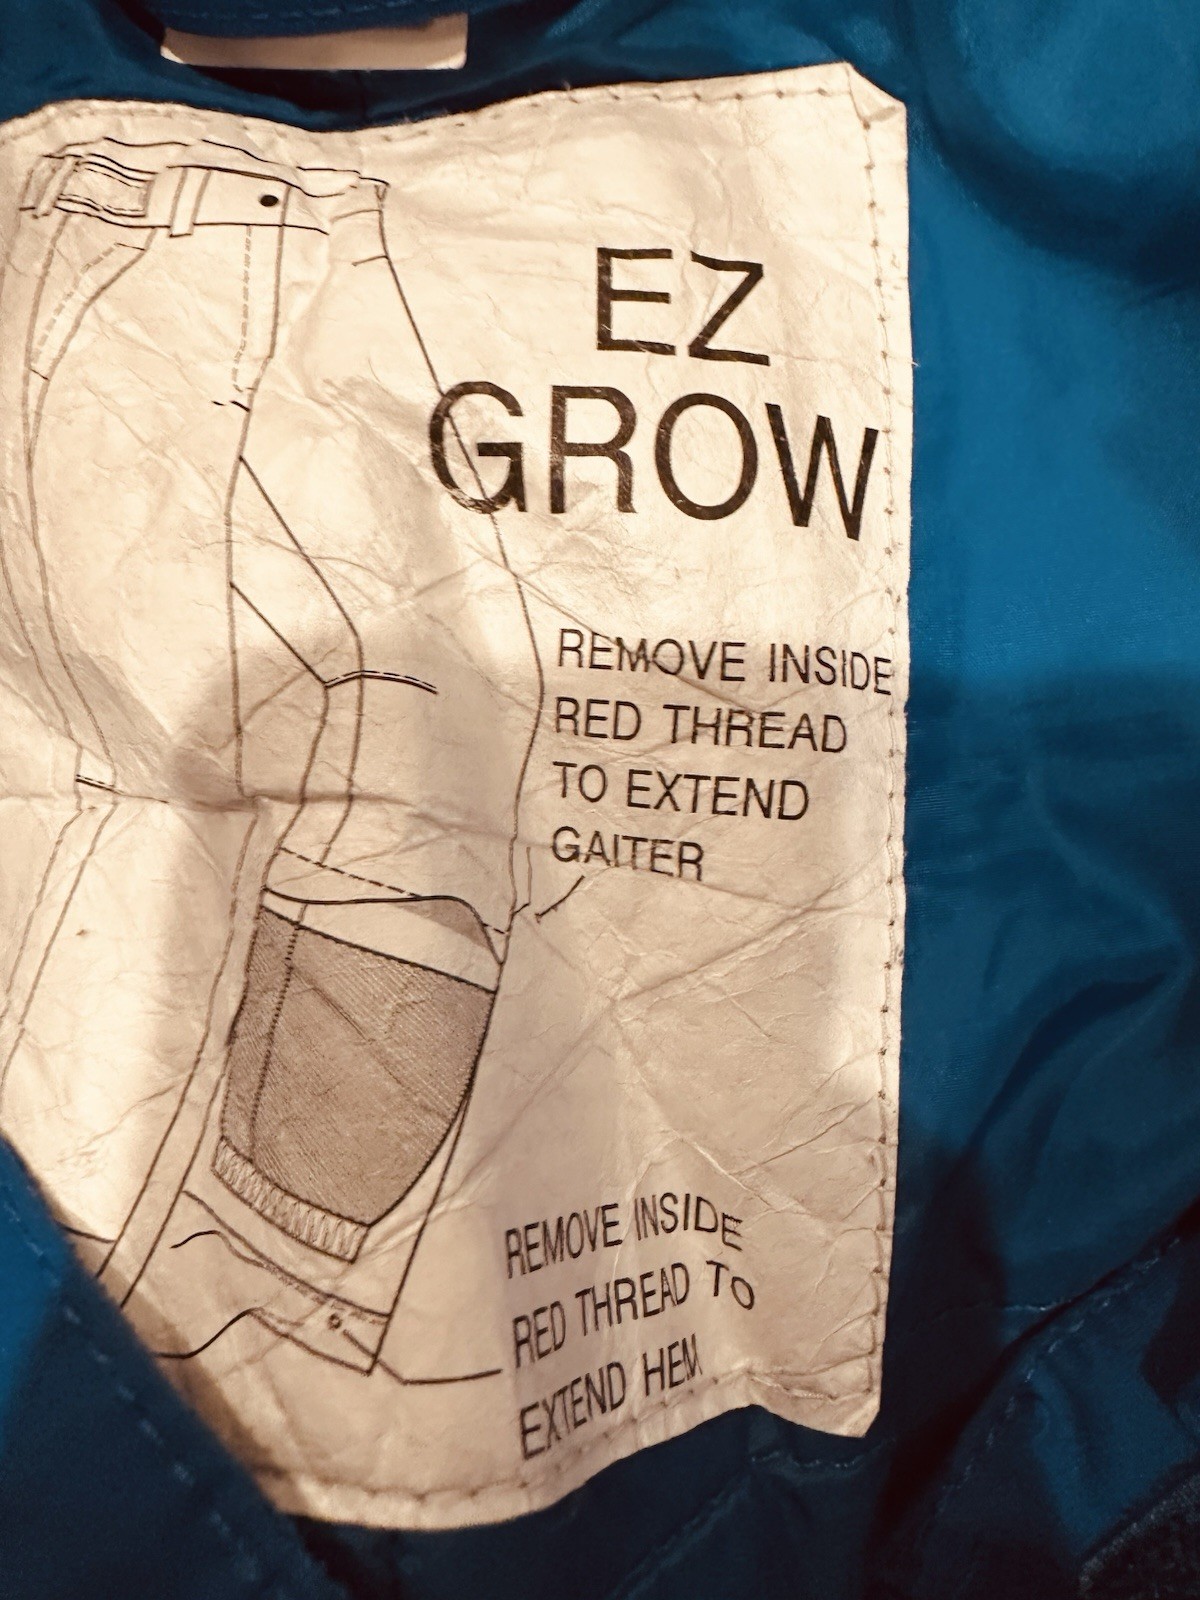 EZ
GROW
REMOVE INSIDE
RED THREAD
TO EXTEND
GAITER
REMOVE INSIDE
RED THREAD TO
EXTEND HEM